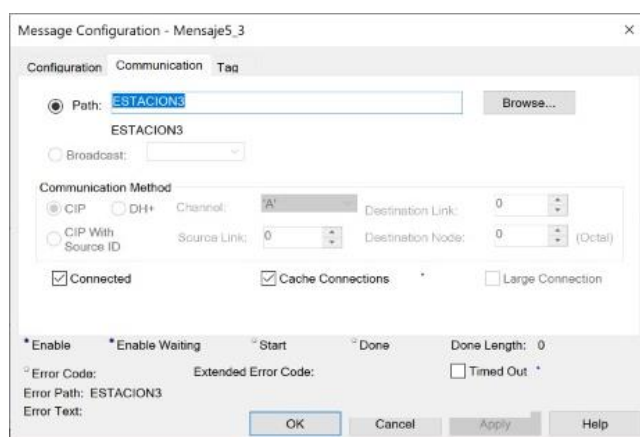 Message Configuration - Mensaje5_3
Configuration Communication Tag
Path: ESTACION3 Browse...
ESTACION3
Broadcast:
Communication Method
CIP DH+ Channel: 'A' Destination Link: 0
CIP With Source ID Source Link: 0 Destination Node: 0 (Octal)
Connected Cache Connections Large Connection
Enable Enable Waiting Start Done Done Length: 0
Error Code: Extended Error Code: Timed Out
Error Path: ESTACION3
Error Text:
OK Cancel Apply Help